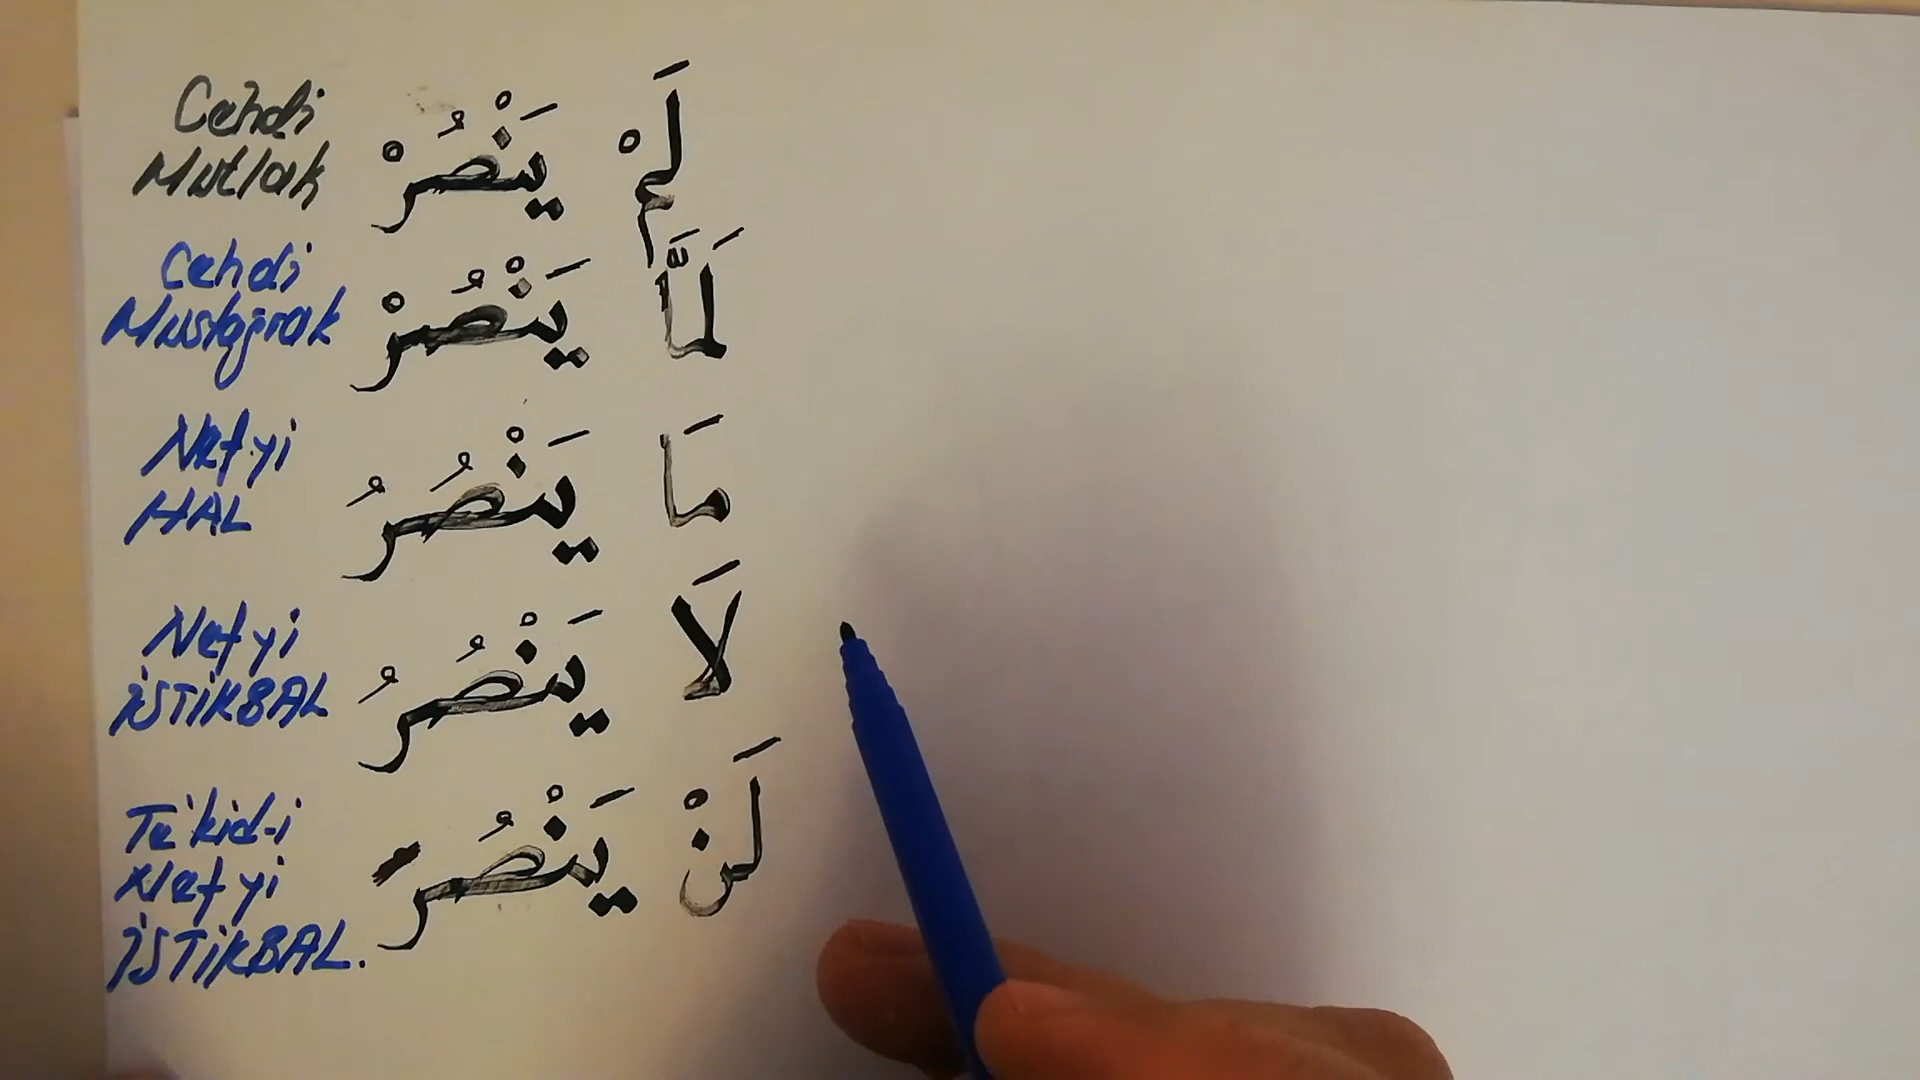 Cehdi
Mutlak
لَمْ يَنْصُرْ
Cehdi
Mustağrak
لَمَّا يَنْصُرْ
Nefyi
HAL
مَا يَنْصُرُ
Nefyi
İSTİKBAL
لَا يَنْصُرُ
Te'kid-i
Nefyi
İSTİKBAL.
لَنْ يَنْصُرَ